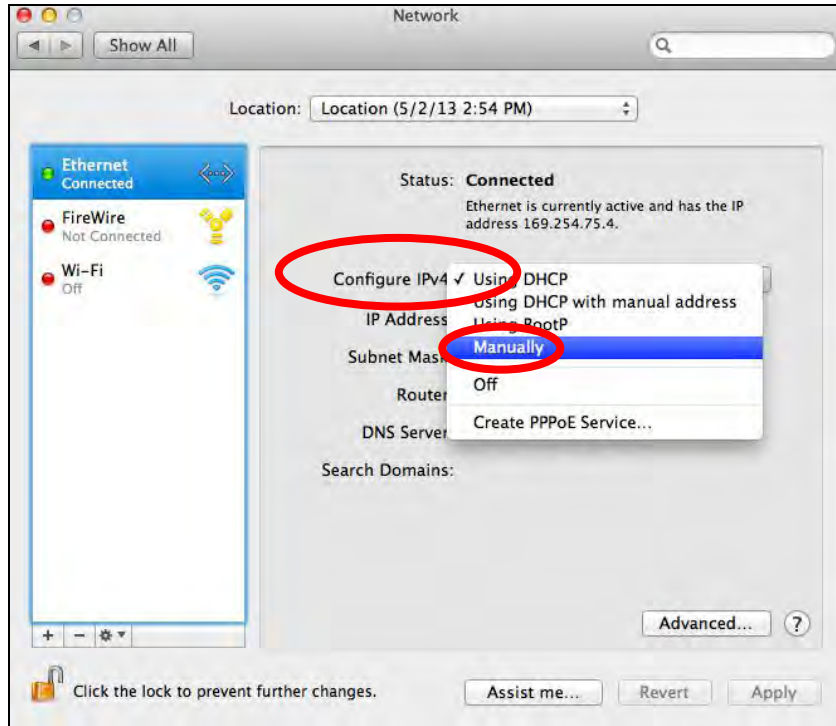 Network
Show All
Location: Location (5/2/13 2:54 PM)
Ethernet
Connected
FireWire
Not Connected
Wi-Fi
Off
Status: Connected
Ethernet is currently active and has the IP
address 169.254.75.4.
Configure IPv4 ✓ Using DHCP
Using DHCP with manual address
IP Address
Using BootP
Manually
Subnet Mask
Off
Router
Create PPPoE Service...
DNS Server
Search Domains:
Advanced... ?
+ −
Click the lock to prevent further changes.
Assist me... Revert Apply